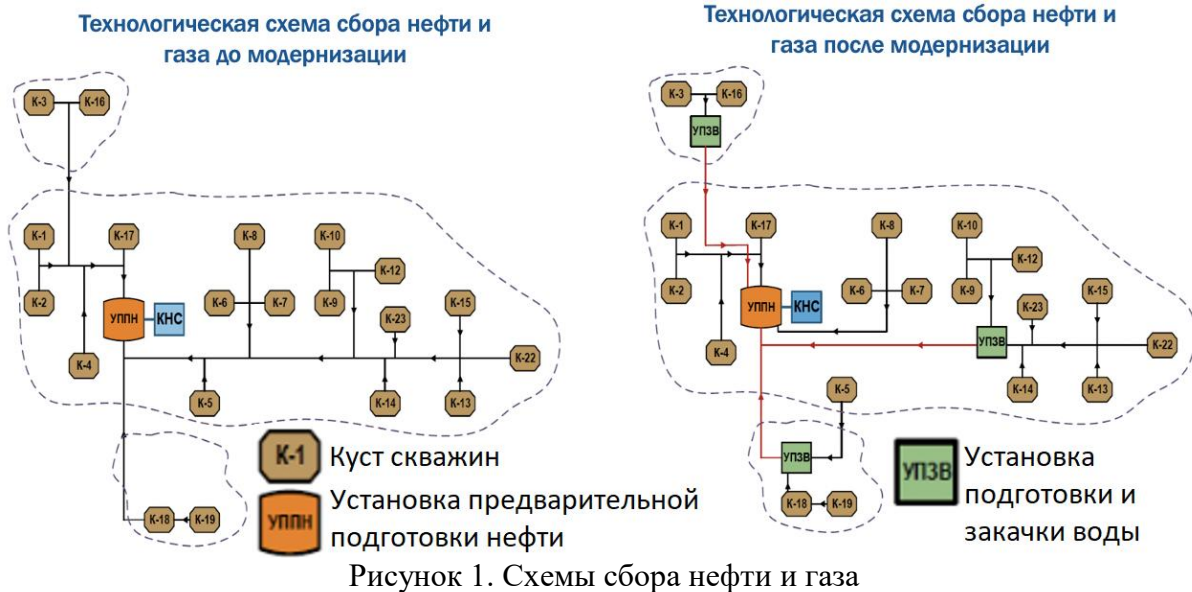 Технологическая схема сбора нефти и
газа до модернизации
К-3
К-16
К-1
К-17
К-8
К-10
К-12
К-2
К-6
К-7
К-9
К-15
УППН
КНС
К-23
К-4
К-22
К-5
К-14
К-13
К-18
К-19
Технологическая схема сбора нефти и
газа после модернизации
К-3
К-16
УПЗВ
К-1
К-17
К-8
К-10
К-12
К-2
К-6
К-7
К-9
К-15
УППН
КНС
К-23
К-4
УПЗВ
К-22
К-5
К-14
К-13
УПЗВ
К-18
К-19
К-1
Куст скважин
УППН
Установка предварительной
подготовки нефти
УПЗВ
Установка
подготовки и
закачки воды
Рисунок 1. Схемы сбора нефти и газа